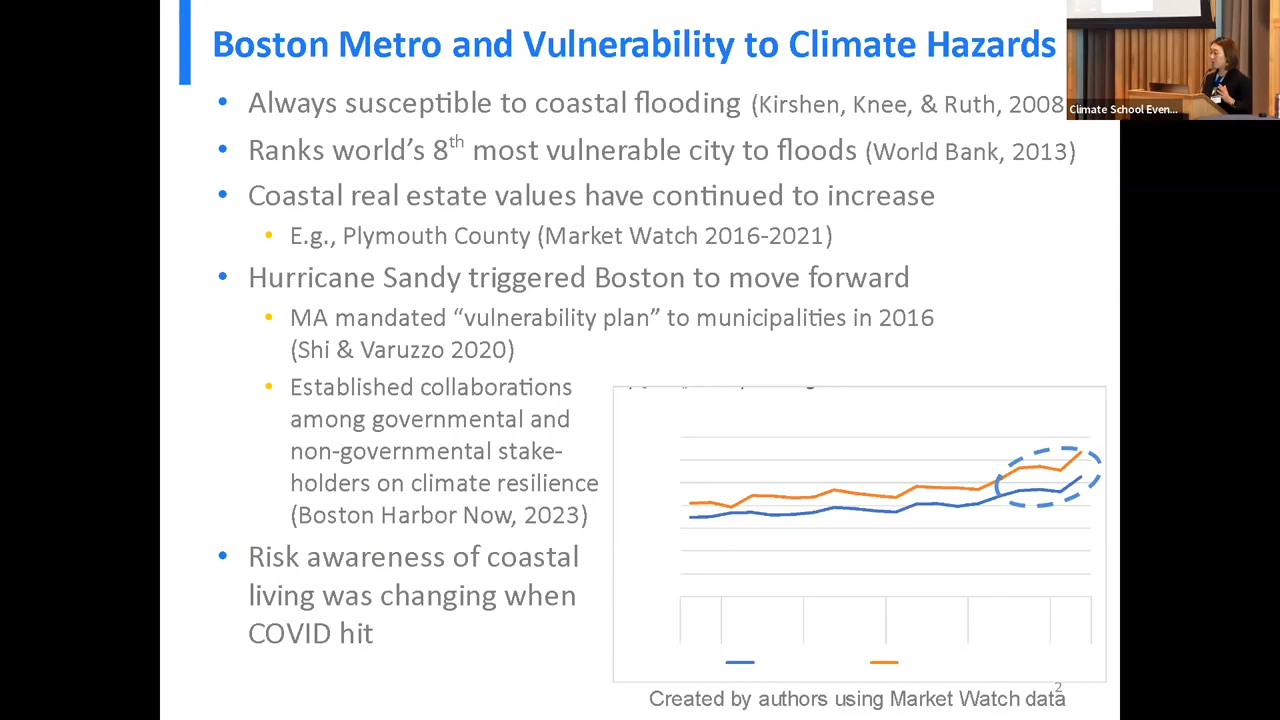 Boston Metro and Vulnerability to Climate Hazards
• Always susceptible to coastal flooding (Kirshen, Knee, & Ruth, 2008
• Ranks world's 8th most vulnerable city to floods (World Bank, 2013)
• Coastal real estate values have continued to increase
• E.g., Plymouth County (Market Watch 2016-2021)
• Hurricane Sandy triggered Boston to move forward
• MA mandated “vulnerability plan” to municipalities in 2016
(Shi & Varuzzo 2020)
• Established collaborations
among governmental and
non-governmental stake-
holders on climate resilience
(Boston Harbor Now, 2023)
• Risk awareness of coastal
living was changing when
COVID hit
Created by authors using Market Watch data
2
Climate School Even...